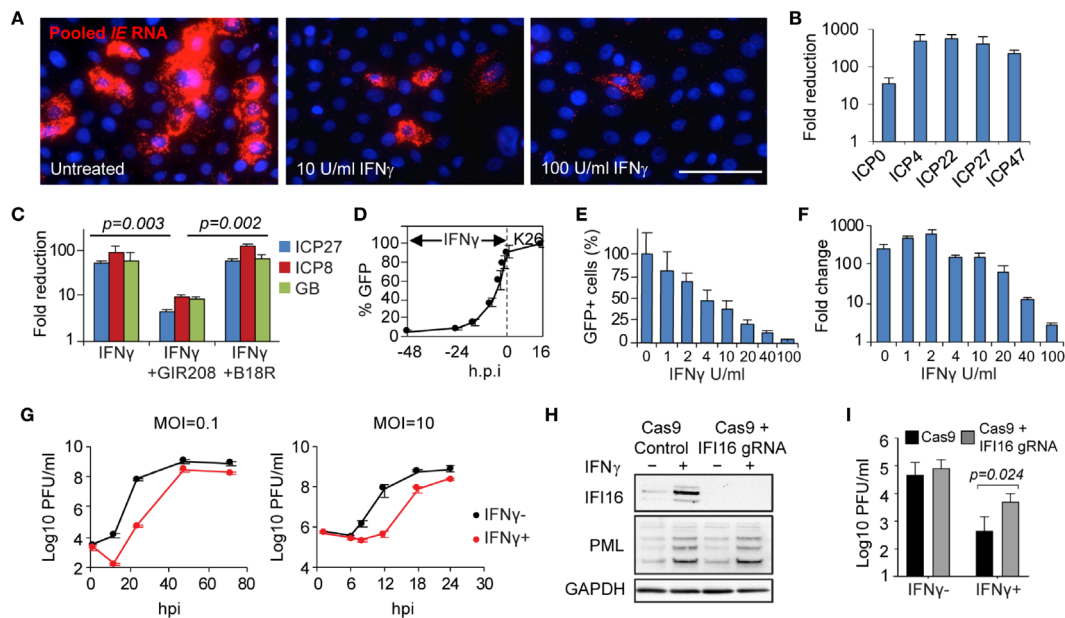 A
Pooled IE RNA
Untreated
10 U/ml IFNγ
100 U/ml IFNγ
B
Fold reduction
1000
100
10
1
ICP0
ICP4
ICP22
ICP27
ICP47
C
p=0.003
p=0.002
Fold reduction
100
10
1
IFNγ
IFNγ
+GIR208
IFNγ
+B18R
ICP27
ICP8
GB
D
IFNγ
K26
% GFP
100
80
60
40
20
0
-48
-24
0
16
h.p.i
E
GFP+ cells (%)
125
100
75
50
25
0
0 1 2 4 10 20 40 100
IFNγ U/ml
F
Fold change
1000
100
10
1
0 1 2 4 10 20 40 100
IFNγ U/ml
G
MOI=0.1
Log10 PFU/ml
10
8
6
4
2
0 20 40 60 80
hpi
MOI=10
Log10 PFU/ml
10
8
6
4
0 6 12 18 24 30
hpi
IFNγ-
IFNγ+
H
Cas9
Control
Cas9 +
IFI16 gRNA
IFNγ − + − +
IFI16
PML
GAPDH
I
Cas9
Cas9 +
IFI16 gRNA
p=0.024
Log10 PFU/ml
6
5
4
3
2
1
IFNγ-
IFNγ+